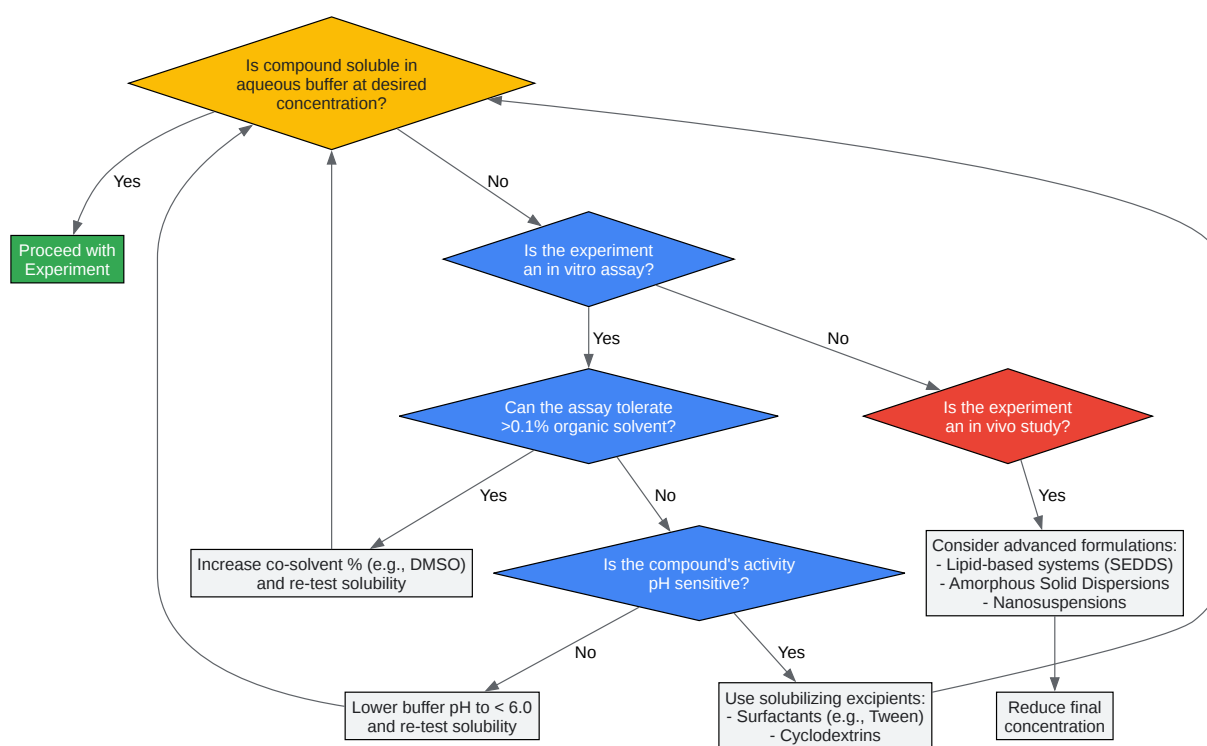 Is compound soluble in
aqueous buffer at desired
concentration?
Yes
No
Proceed with
Experiment
Is the experiment
an in vitro assay?
Yes
No
Can the assay tolerate
>0.1% organic solvent?
Is the experiment
an in vivo study?
Yes
No
Yes
Increase co-solvent % (e.g., DMSO)
and re-test solubility
Is the compound's activity
pH sensitive?
Consider advanced formulations:
- Lipid-based systems (SEDDS)
- Amorphous Solid Dispersions
- Nanosuspensions
No
Yes
Lower buffer pH to < 6.0
and re-test solubility
Use solubilizing excipients:
- Surfactants (e.g., Tween)
- Cyclodextrins
Reduce final
concentration